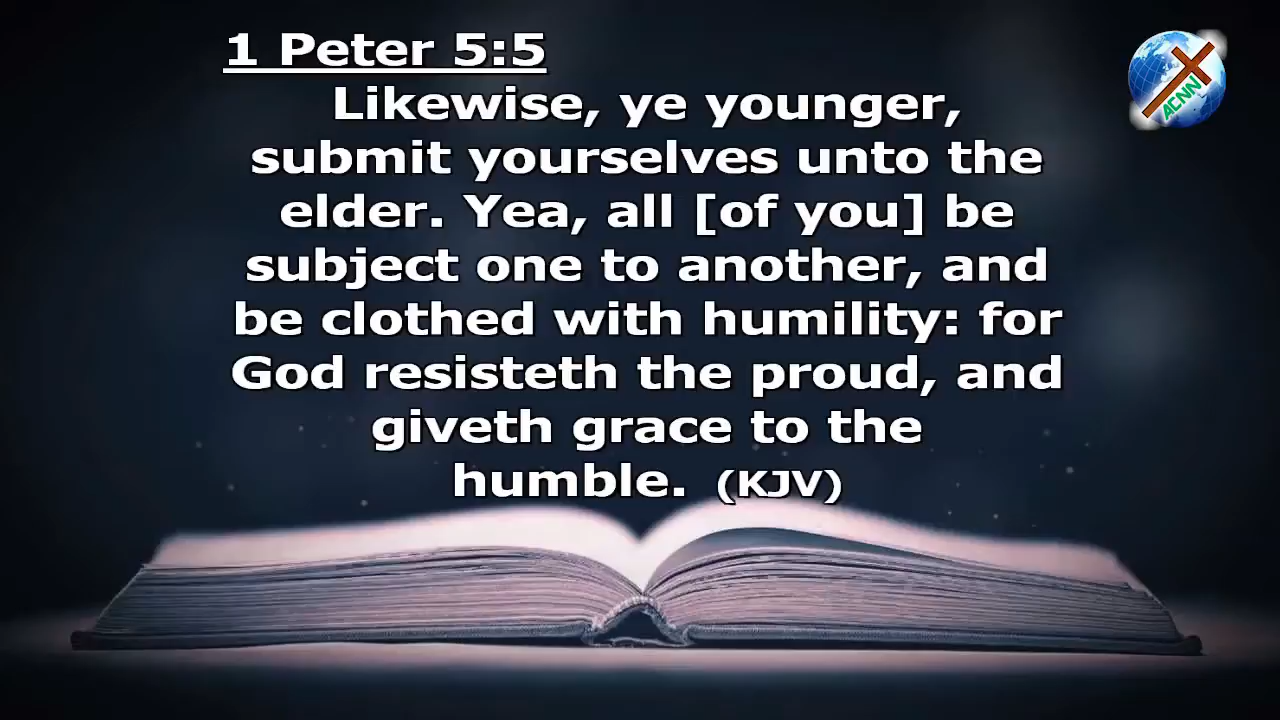 1 Peter 5:5
Likewise, ye younger,
submit yourselves unto the
elder. Yea, all [of you] be
subject one to another, and
be clothed with humility: for
God resisteth the proud, and
giveth grace to the
humble. (KJV)
ACNN